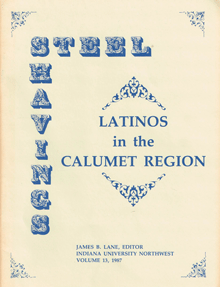 STEEL
SHAVINGS
LATINOS
in the
CALUMET REGION
JAMES B. LANE, EDITOR
INDIANA UNIVERSITY NORTHWEST
VOLUME 13, 1987